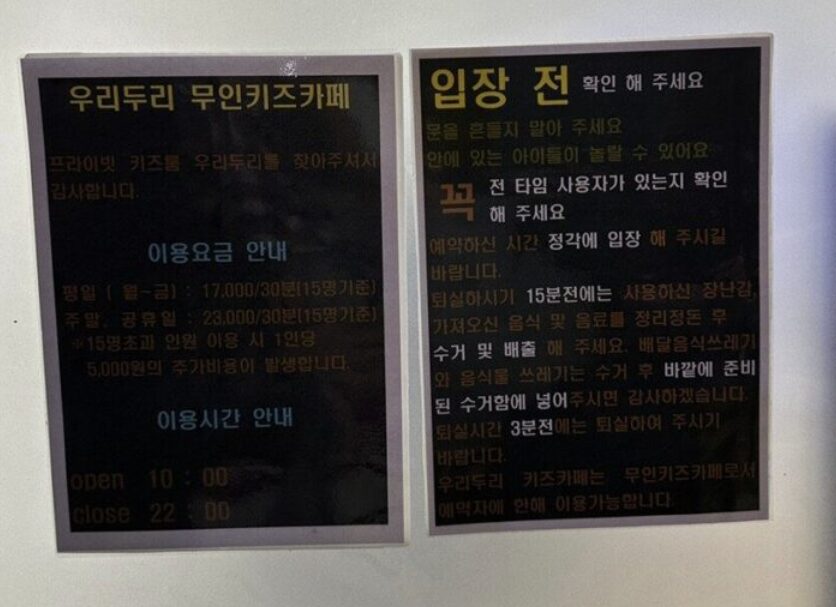 우리두리 무인키즈카페
프라이빗 키즈룸 우리두리를 찾아주셔서
감사합니다.
이용요금 안내
평일 ( 월~금) : 17,000/30분(15명기준)
주말, 공휴일 : 23,000/30분(15명기준)
※15명초과 인원 이용 시 1인당
5,000원의 추가비용이 발생합니다.
이용시간 안내
open 10 : 00
close 22 : 00
입장 전 확인 해 주세요
문을 흔들지 말아 주세요
안에 있는 아이들이 놀랄 수 있어요
꼭 전 타임 사용자가 있는지 확인
해 주세요
예약하신 시간 정각에 입장 해 주시길
바랍니다.
퇴실하시기 15분전에는 사용하신 장난감,
가져오신 음식 및 음료를 정리정돈 후
수거 및 배출 해 주세요. 배달음식쓰레기
와 음식물 쓰레기는 수거 후 바깥에 준비
된 수거함에 넣어주시면 감사하겠습니다.
퇴실시간 3분전에는 퇴실하여 주시기
바랍니다.
우리두리 키즈카페는 무인키즈카페로서
예약자에 한해 이용가능합니다.